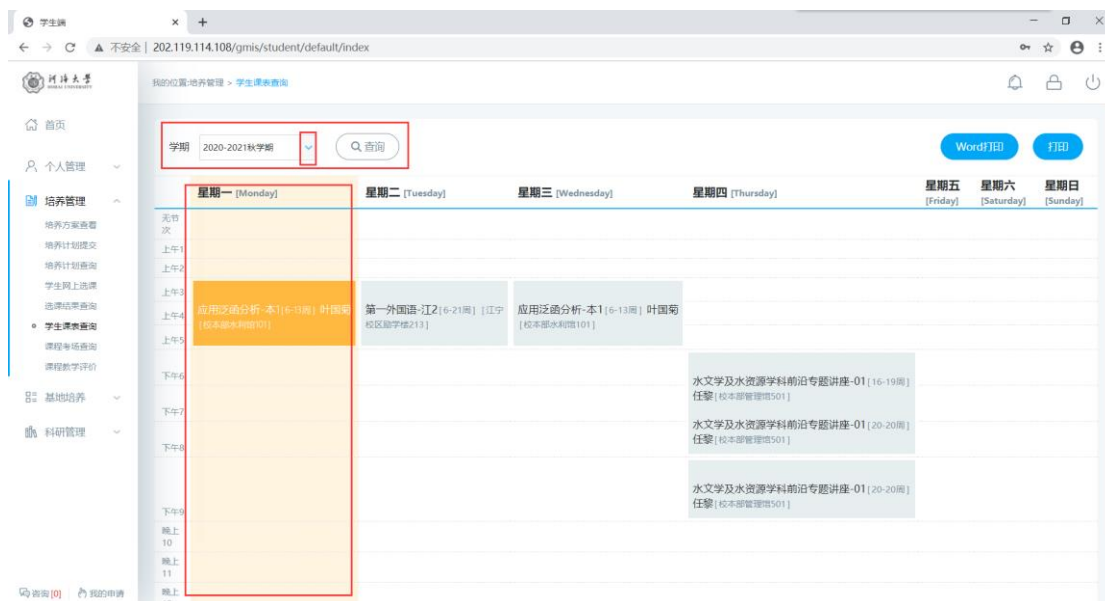 学生端
不安全 | 202.119.114.108/gmis/student/default/index
河海大学
HOHAI UNIVERSITY
我的位置:培养管理 > 学生课表查询
首页
个人管理
培养管理
培养方案查看
培养计划提交
培养计划查询
学生网上选课
选课结果查询
学生课表查询
课程考场查询
课程教学评价
基地培养
科研管理
咨询[0] 我的申请
学期 2020-2021秋学期 查询 Word打印 打印
星期一 [Monday] 星期二 [Tuesday] 星期三 [Wednesday] 星期四 [Thursday] 星期五 [Friday] 星期六 [Saturday] 星期日 [Sunday]
无节次
上午1
上午2
上午3
上午4
上午5
应用泛函分析-本1[6-13周] 叶国菊
[校本部水利馆101]
第一外国语-江2[6-21周] [江宁
校区励学楼213]
应用泛函分析-本1[6-13周] 叶国菊
[校本部水利馆101]
下午6
下午7
下午8
水文学及水资源学科前沿专题讲座-01[16-19周]
任黎[校本部管理馆501]
水文学及水资源学科前沿专题讲座-01[20-20周]
任黎[校本部管理馆501]
下午9
水文学及水资源学科前沿专题讲座-01[20-20周]
任黎[校本部管理馆501]
晚上
10
晚上
11
晚上